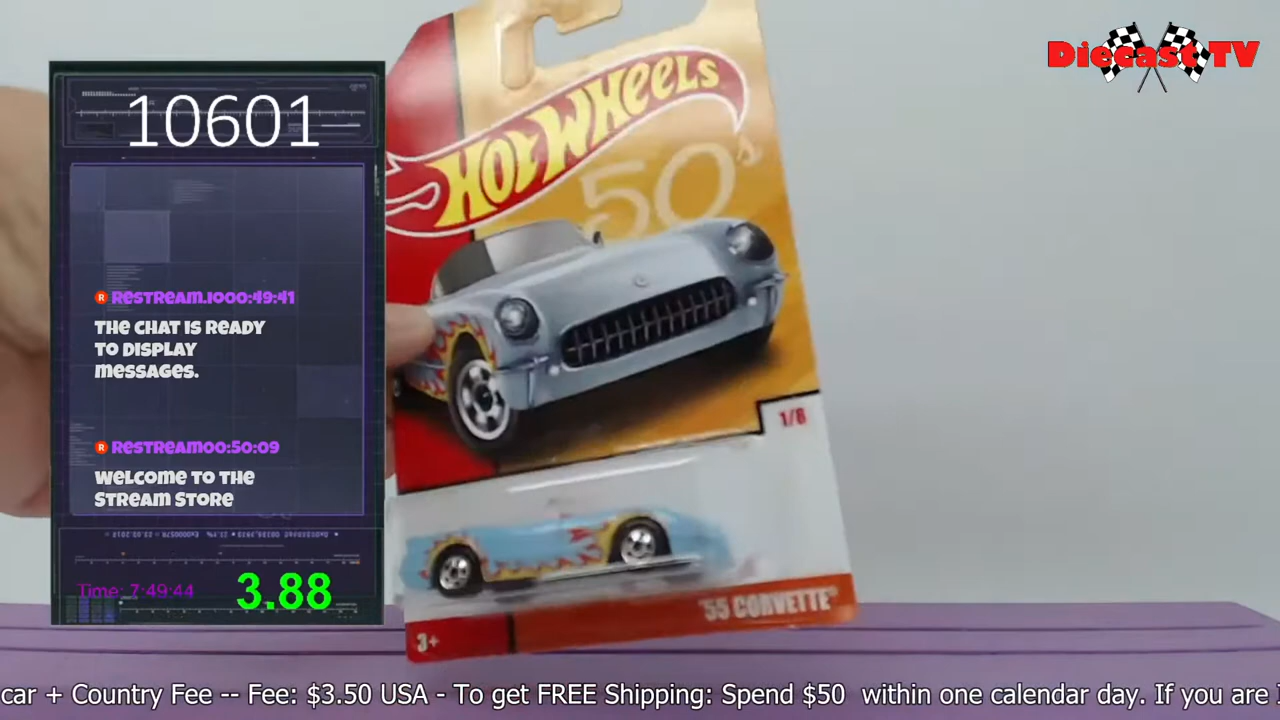 Diecast TV
10601
RESTREAM.IO00:49:41
THE CHAT IS READY
TO DISPLAY
MESSAGES.
RESTREAM00:50:09
WELCOME TO THE
STREAM STORE
Time: 7:49:44
3.88
HOT WHEELS
50's
1/8
'55 CORVETTE
3+
car + Country Fee -- Fee: $3.50 USA - To get FREE Shipping: Spend $50 within one calendar day. If you are